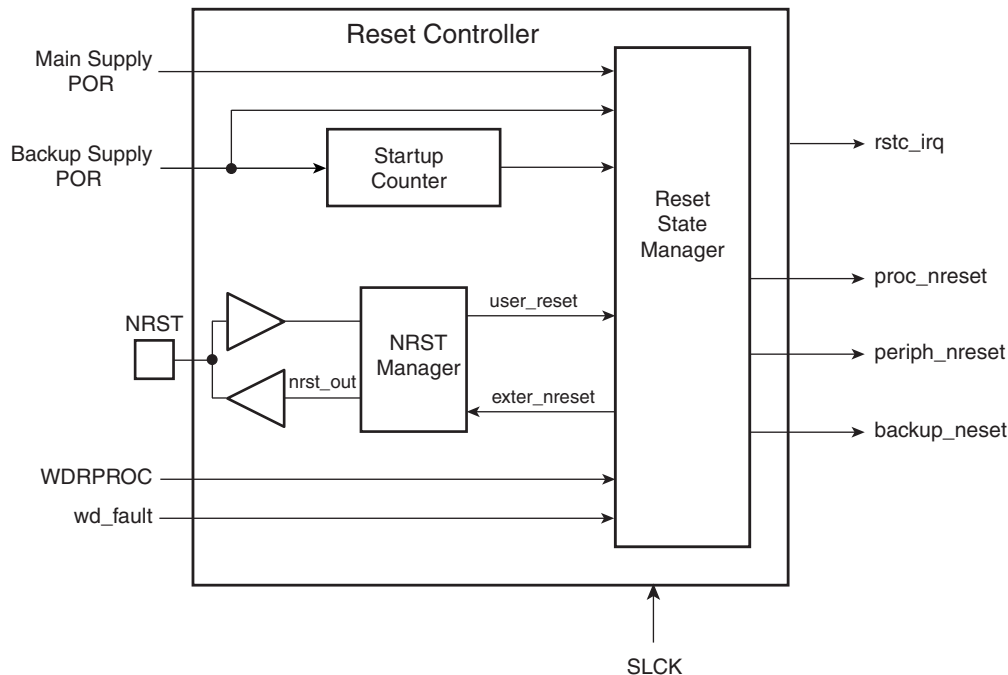 Reset Controller
Main Supply
POR
Backup Supply
POR
Startup
Counter
Reset
State
Manager
rstc_irq
proc_nreset
periph_nreset
backup_neset
NRST
nrst_out
NRST
Manager
user_reset
exter_nreset
WDRPROC
wd_fault
SLCK